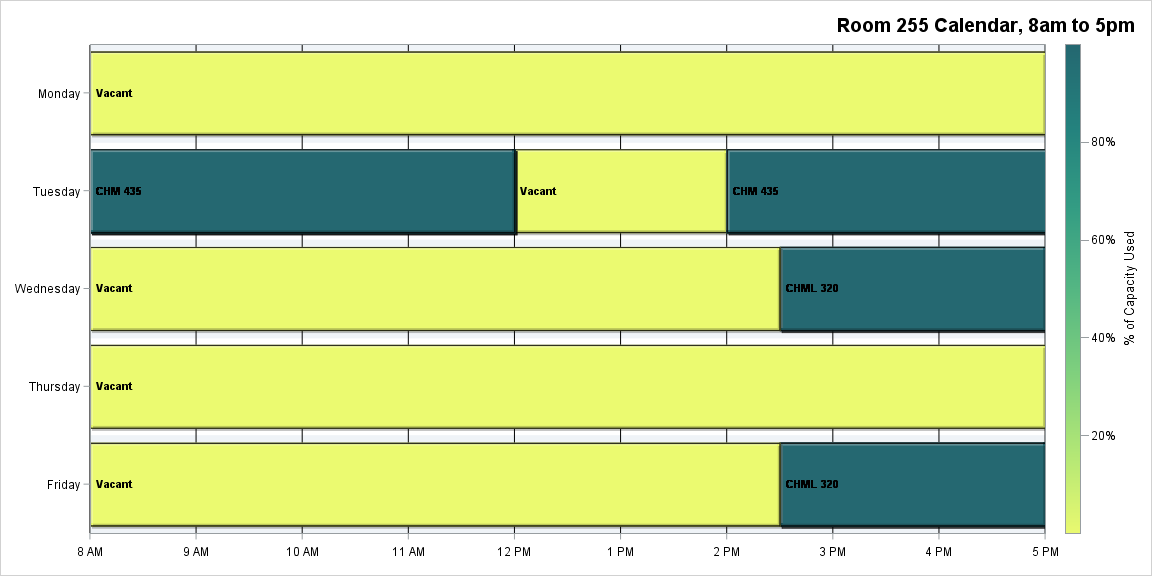 Room 255 Calendar, 8am to 5pm
Monday
Vacant
Tuesday
CHM 435
Vacant
CHM 435
Wednesday
Vacant
CHML 320
Thursday
Vacant
Friday
Vacant
CHML 320
8 AM 9 AM 10 AM 11 AM 12 PM 1 PM 2 PM 3 PM 4 PM 5 PM
80%
60%
40%
20%
% of Capacity Used